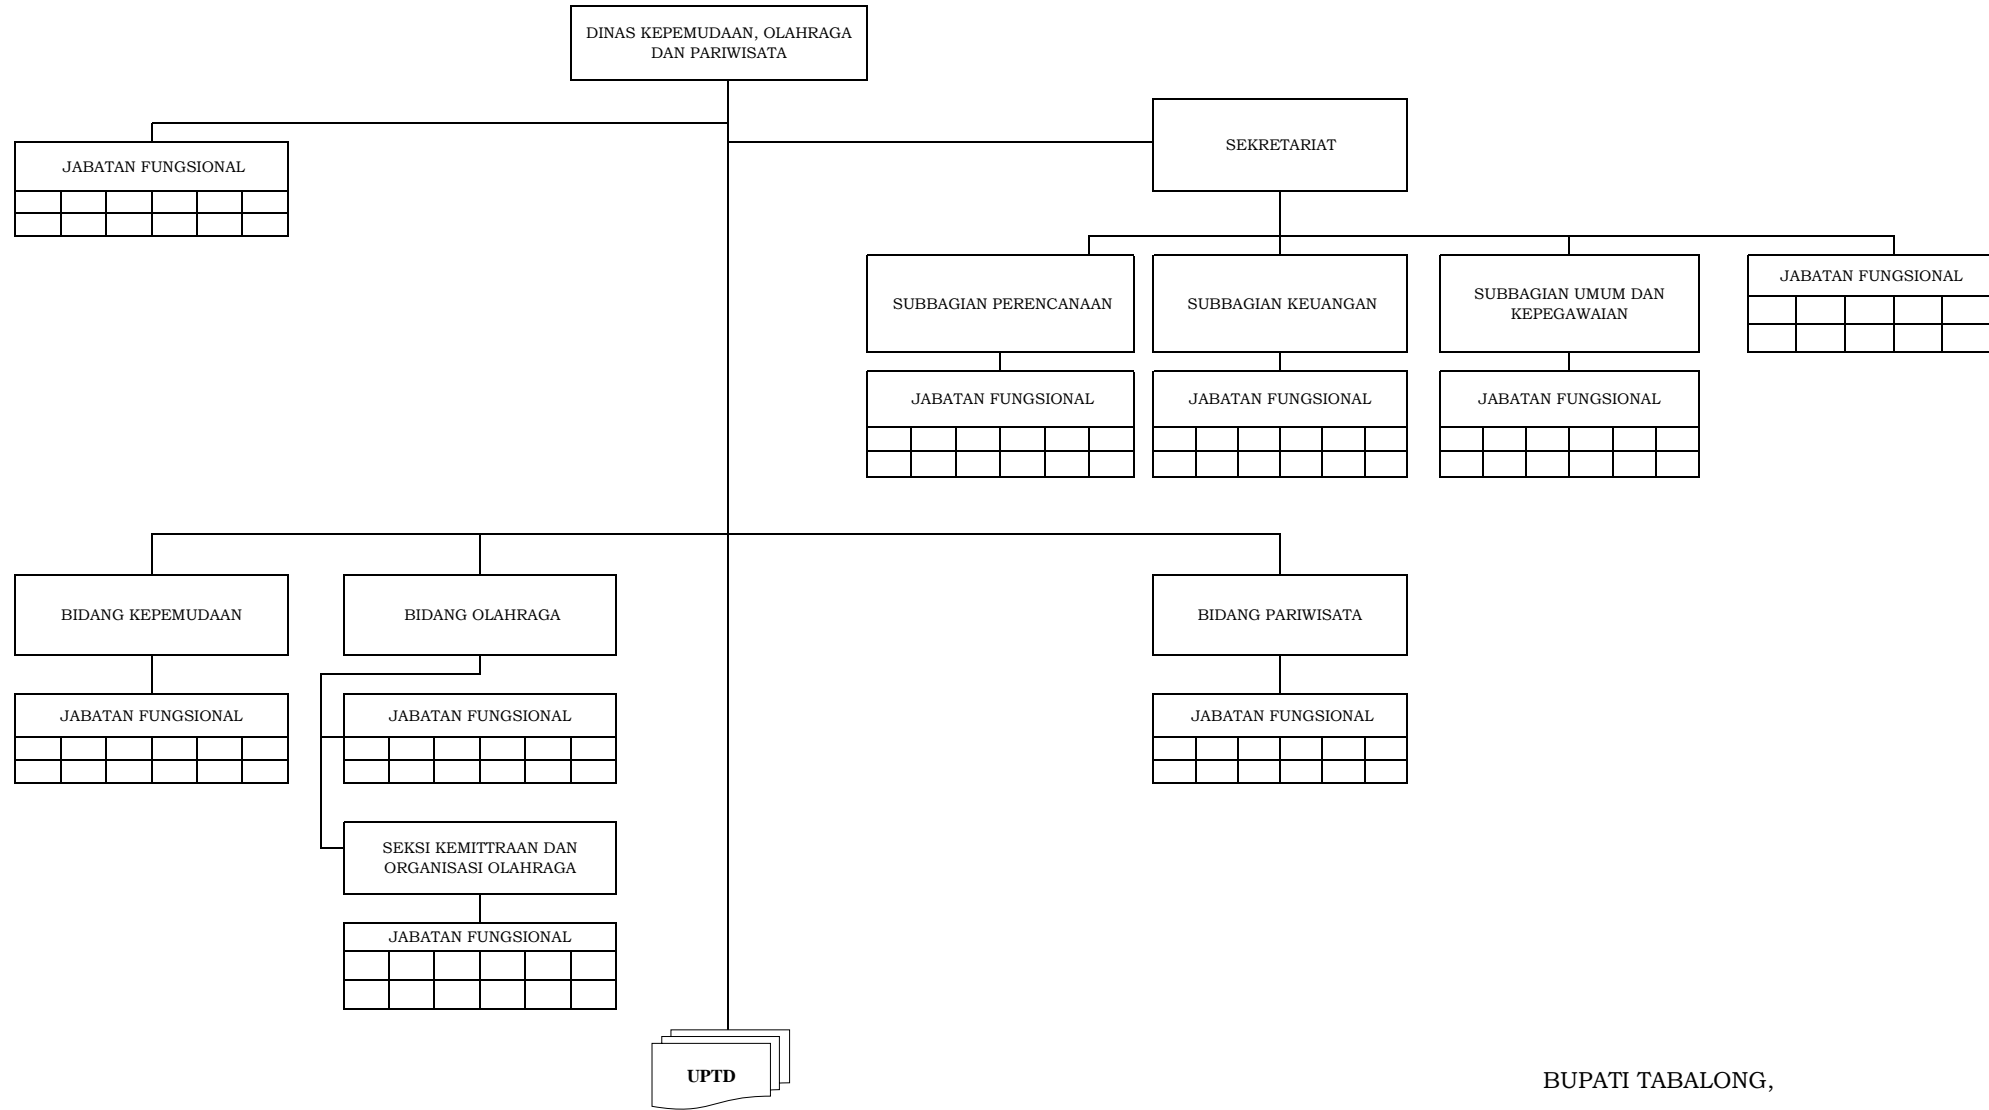 DINAS KEPEMUDAAN, OLAHRAGA
DAN PARIWISATA
SEKRETARIAT
JABATAN FUNGSIONAL
SUBBAGIAN PERENCANAAN
SUBBAGIAN KEUANGAN
SUBBAGIAN UMUM DAN
KEPEGAWAIAN
JABATAN FUNGSIONAL
JABATAN FUNGSIONAL
JABATAN FUNGSIONAL
JABATAN FUNGSIONAL
BIDANG KEPEMUDAAN
BIDANG OLAHRAGA
BIDANG PARIWISATA
JABATAN FUNGSIONAL
JABATAN FUNGSIONAL
JABATAN FUNGSIONAL
SEKSI KEMITTRAAN DAN
ORGANISASI OLAHRAGA
JABATAN FUNGSIONAL
UPTD
BUPATI TABALONG,